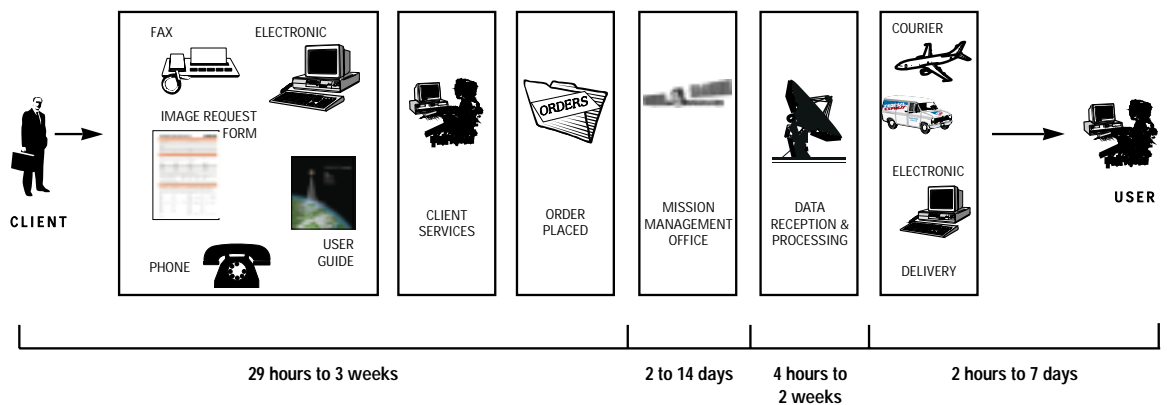 FAX
ELECTRONIC
IMAGE REQUEST
FORM
USER
GUIDE
PHONE
CLIENT
CLIENT
SERVICES
ORDERS
ORDER
PLACED
MISSION
MANAGEMENT
OFFICE
DATA
RECEPTION &
PROCESSING
COURIER
ELECTRONIC
DELIVERY
USER
29 hours to 3 weeks
2 to 14 days
4 hours to
2 weeks
2 hours to 7 days